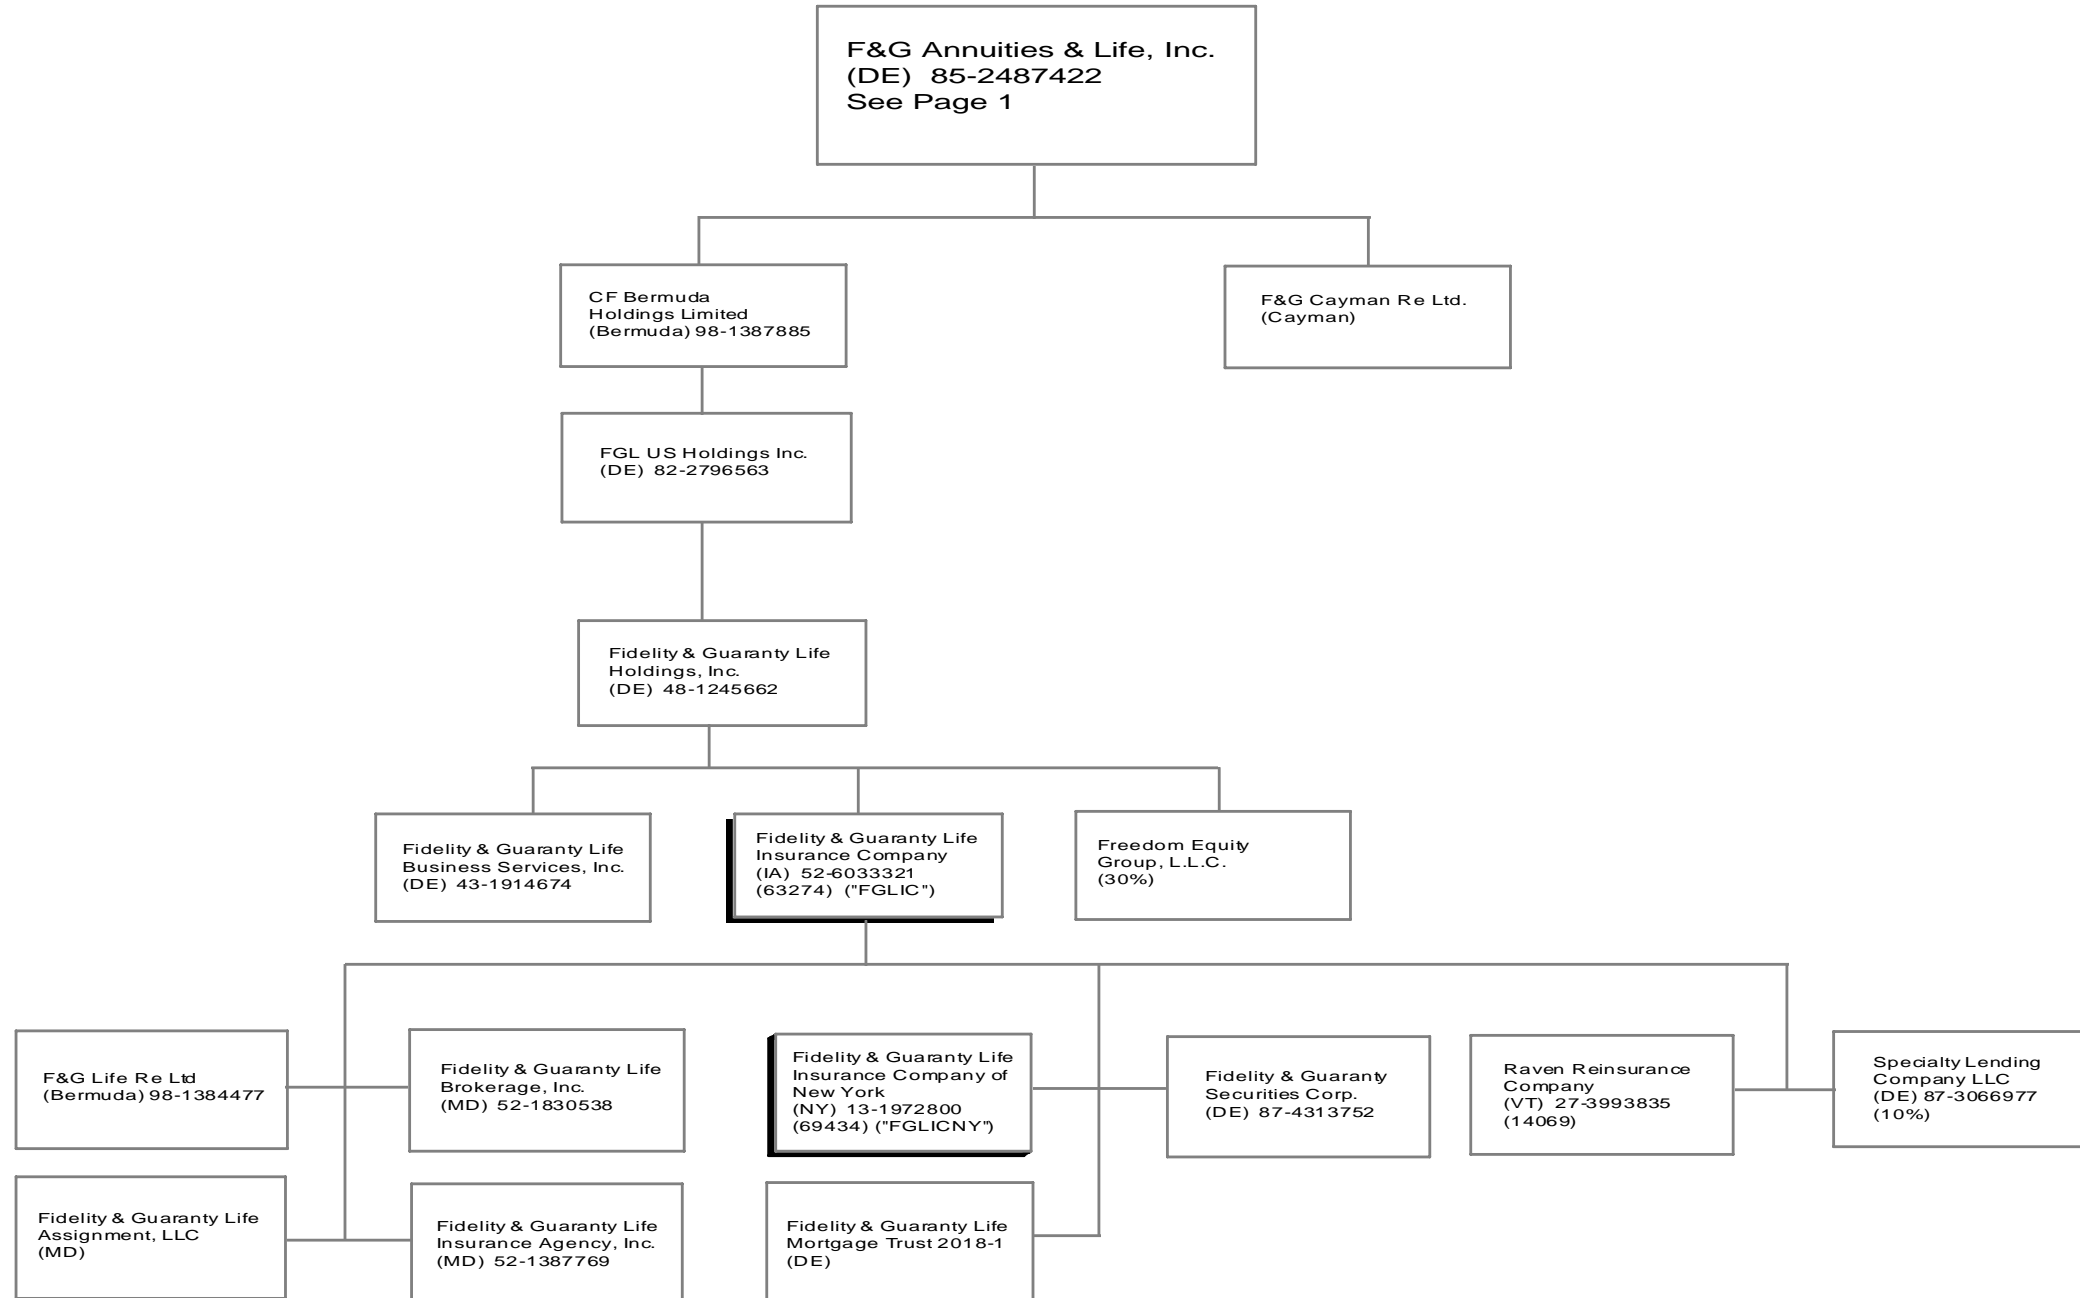 F&G Annuities & Life, Inc.
(DE) 85-2487422
See Page 1
CF Bermuda
Holdings Limited
(Bermuda) 98-1387885
F&G Cayman Re Ltd.
(Cayman)
FGL US Holdings Inc.
(DE) 82-2796563
Fidelity & Guaranty Life
Holdings, Inc.
(DE) 48-1245662
Fidelity & Guaranty Life
Business Services, Inc.
(DE) 43-1914674
Fidelity & Guaranty Life
Insurance Company
(IA) 52-6033321
(63274) ("FGLIC")
Freedom Equity
Group, L.L.C.
(30%)
F&G Life Re Ltd
(Bermuda) 98-1384477
Fidelity & Guaranty Life
Brokerage, Inc.
(MD) 52-1830538
Fidelity & Guaranty Life
Insurance Company of
New York
(NY) 13-1972800
(69434) ("FGLICNY")
Fidelity & Guaranty
Securities Corp.
(DE) 87-4313752
Raven Reinsurance
Company
(VT) 27-3993835
(14069)
Specialty Lending
Company LLC
(DE) 87-3066977
(10%)
Fidelity & Guaranty Life
Assignment, LLC
(MD)
Fidelity & Guaranty Life
Insurance Agency, Inc.
(MD) 52-1387769
Fidelity & Guaranty Life
Mortgage Trust 2018-1
(DE)